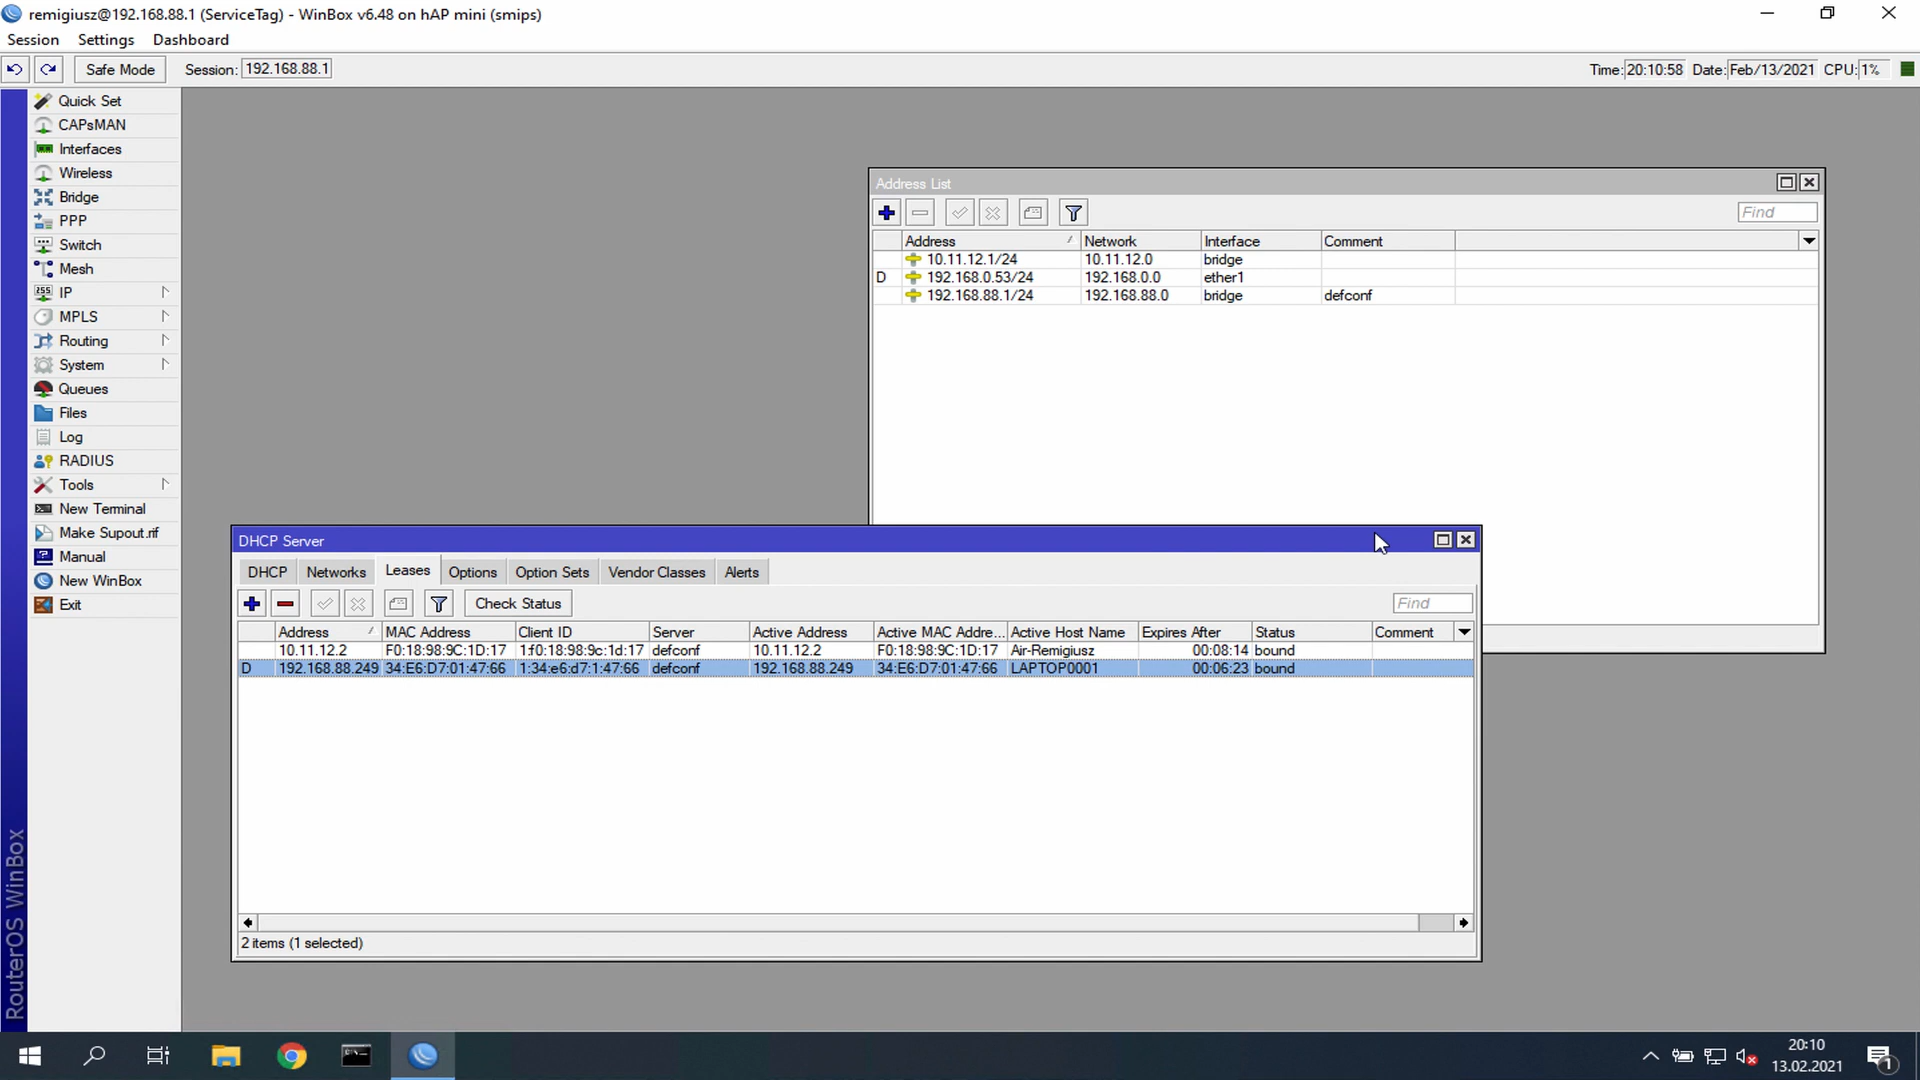 remigiusz@192.168.88.1 (ServiceTag) - WinBox v6.48 on hAP mini (smips)
Session Settings Dashboard
Safe Mode Session: 192.168.88.1 Time: 20:10:58 Date: Feb/13/2021 CPU: 1%
Quick Set
CAPsMAN
Interfaces
Wireless
Bridge
PPP
Switch
Mesh
255 IP
MPLS
Routing
System
Queues
Files
Log
RADIUS
Tools
New Terminal
Make Supout.rif
Manual
New WinBox
Exit
RouterOS WinBox
Address List
Find
Address Network Interface Comment
10.11.12.1/24 10.11.12.0 bridge
D 192.168.0.53/24 192.168.0.0 ether1
192.168.88.1/24 192.168.88.0 bridge defconf
DHCP Server
DHCP Networks Leases Options Option Sets Vendor Classes Alerts
Check Status Find
Address MAC Address Client ID Server Active Address Active MAC Addre... Active Host Name Expires After Status Comment
10.11.12.2 F0:18:98:9C:1D:17 1:f0:18:98:9c:1d:17 defconf 10.11.12.2 F0:18:98:9C:1D:17 Air-Remigiusz 00:08:14 bound
D 192.168.88.249 34:E6:D7:01:47:66 1:34:e6:d7:1:47:66 defconf 192.168.88.249 34:E6:D7:01:47:66 LAPTOP0001 00:06:23 bound
2 items (1 selected)
20:10
13.02.2021
1